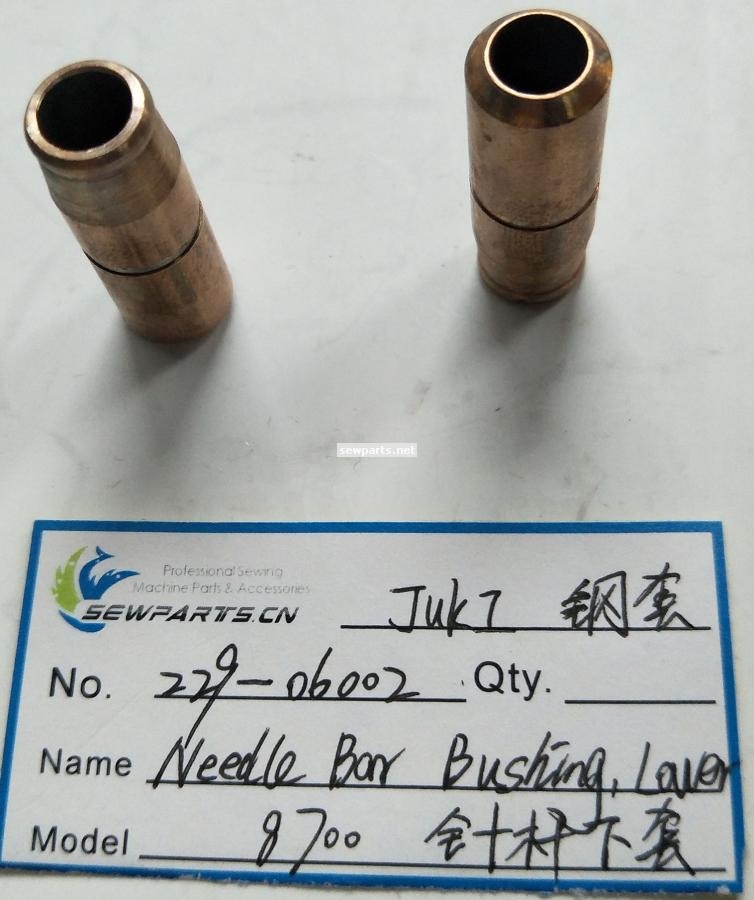 sewparts.net
Professional Sewing
Machine Parts & Accessories
SEWPARTS.CN
Juki 钢套
No. 229-06002 Qty.
Name Needle Bar Bushing, Lower
Model 8700 针杆下套